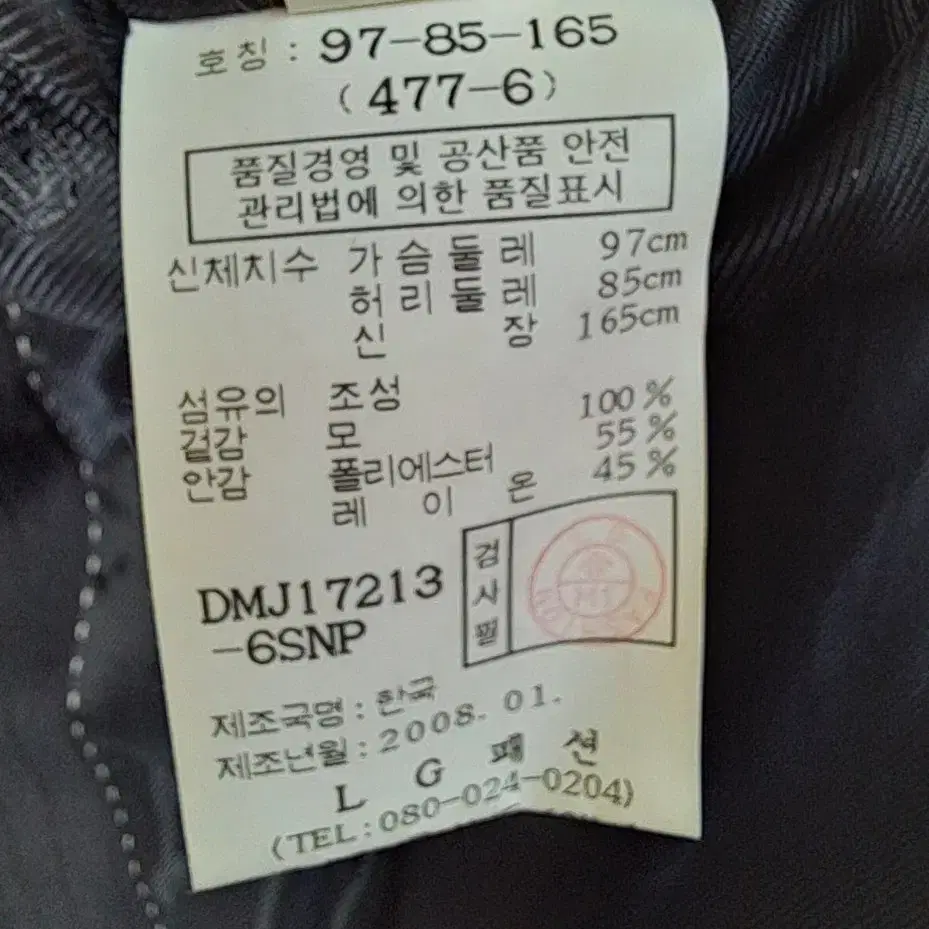 호칭 : 97-85-165
(477-6)
품질경영 및 공산품 안전
관리법에 의한 품질표시
신체치수 가슴둘레 97cm
허리둘레 85cm
신장 165cm
섬유의 조성
겉감 모 100%
안감 폴리에스터 55%
레이온 45%
검사필
DMJ17213
-6SNP
제조국명 : 한국
제조년월 : 2008. 01.
LG패션
(TEL:080-024-0204)